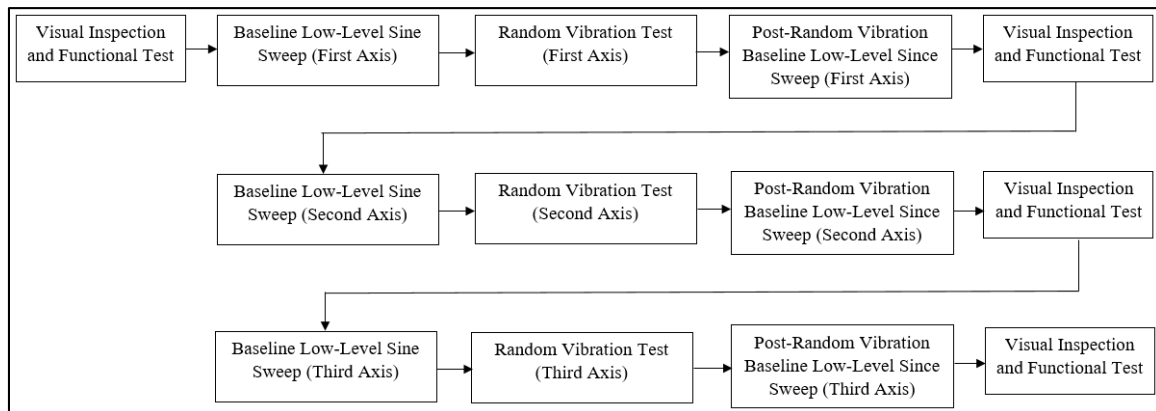 Visual Inspection
and Functional Test
Baseline Low-Level Sine
Sweep (First Axis)
Random Vibration Test
(First Axis)
Post-Random Vibration
Baseline Low-Level Since
Sweep (First Axis)
Visual Inspection
and Functional Test
Baseline Low-Level Sine
Sweep (Second Axis)
Random Vibration Test
(Second Axis)
Post-Random Vibration
Baseline Low-Level Since
Sweep (Second Axis)
Visual Inspection
and Functional Test
Baseline Low-Level Sine
Sweep (Third Axis)
Random Vibration Test
(Third Axis)
Post-Random Vibration
Baseline Low-Level Since
Sweep (Third Axis)
Visual Inspection
and Functional Test